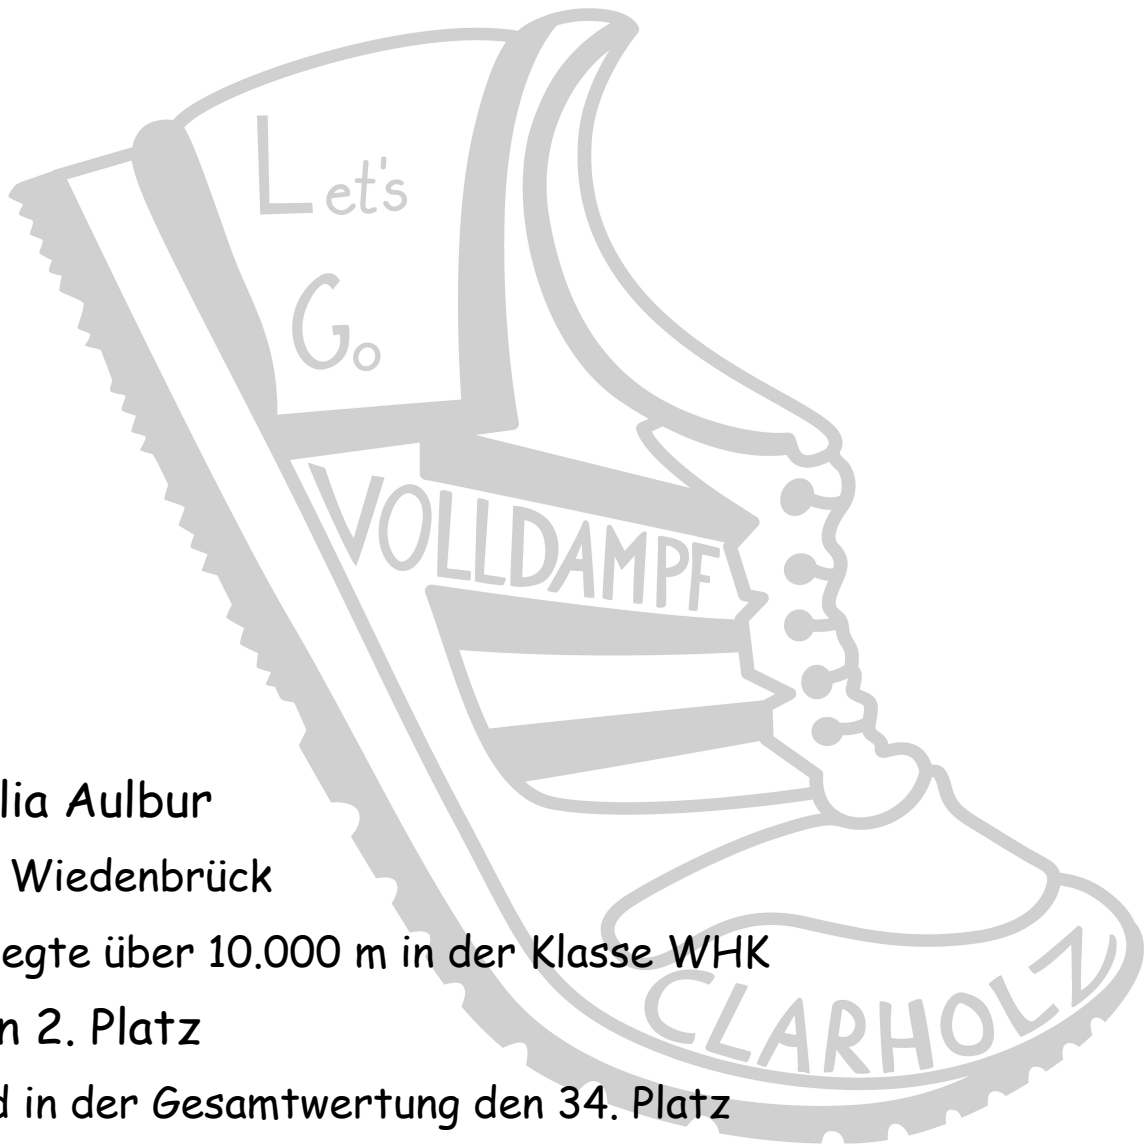 Let's
Go
VOLLDAMPF
lia Aulbur
Wiedenbrück
egte über 10.000 m in der Klasse WHK
n 2. Platz
d in der Gesamtwertung den 34. Platz
CLARHOLZ